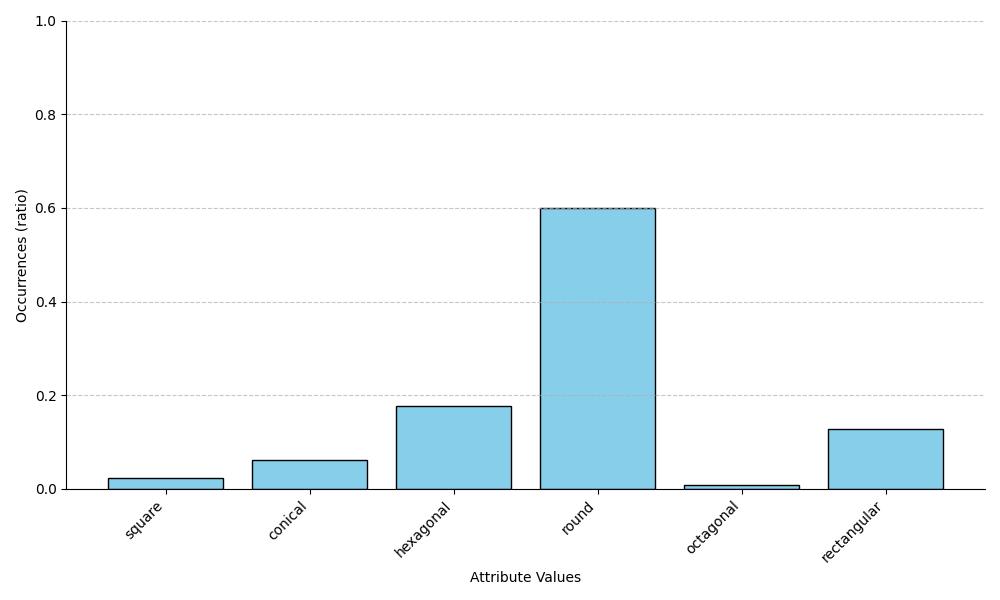 1.0
0.8
0.6
0.4
0.2
0.0
Occurrences (ratio)
square
conical
hexagonal
round
octagonal
rectangular
Attribute Values